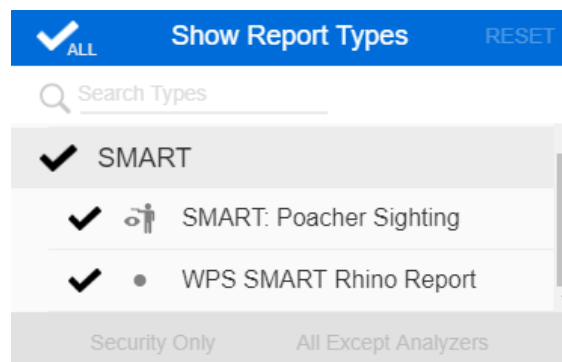 ALL Show Report Types RESET
Search Types
SMART
SMART: Poacher Sighting
WPS SMART Rhino Report
Security Only All Except Analyzers